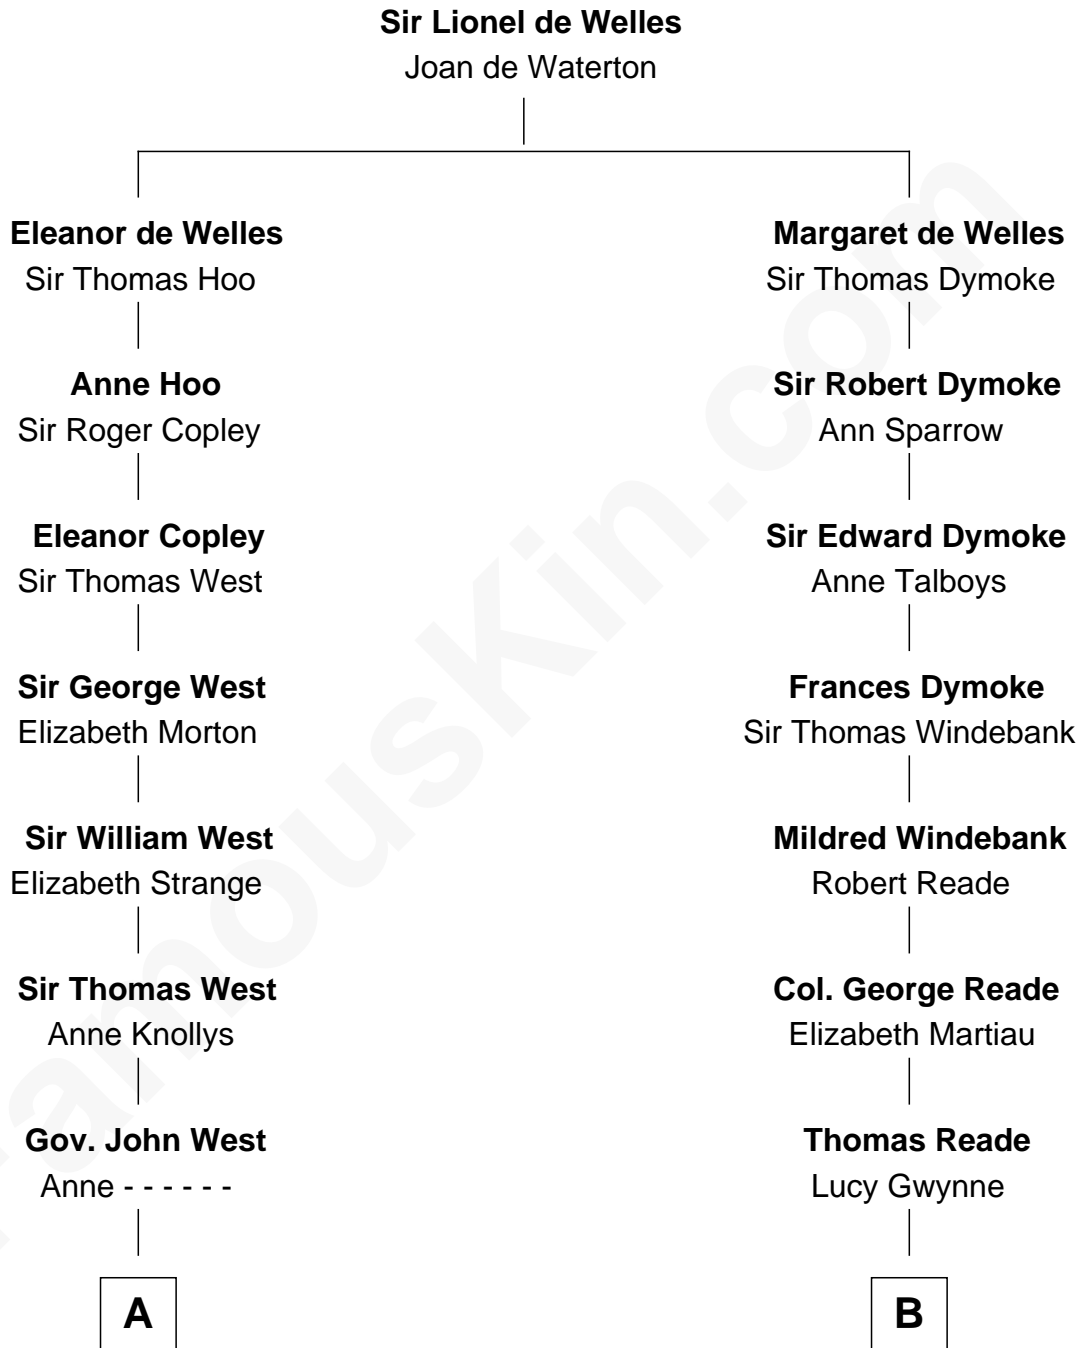 Sir Lionel de Welles
Joan de Waterton
Eleanor de Welles
Sir Thomas Hoo
Margaret de Welles
Sir Thomas Dymoke
Anne Hoo
Sir Roger Copley
Sir Robert Dymoke
Ann Sparrow
Eleanor Copley
Sir Thomas West
Sir Edward Dymoke
Anne Talboys
Sir George West
Elizabeth Morton
Frances Dymoke
Sir Thomas Windebank
Sir William West
Elizabeth Strange
Mildred Windebank
Robert Reade
Sir Thomas West
Anne Knollys
Col. George Reade
Elizabeth Martiau
Gov. John West
Anne - - - - - -
Thomas Reade
Lucy Gwynne
A
B
FamousKin.com